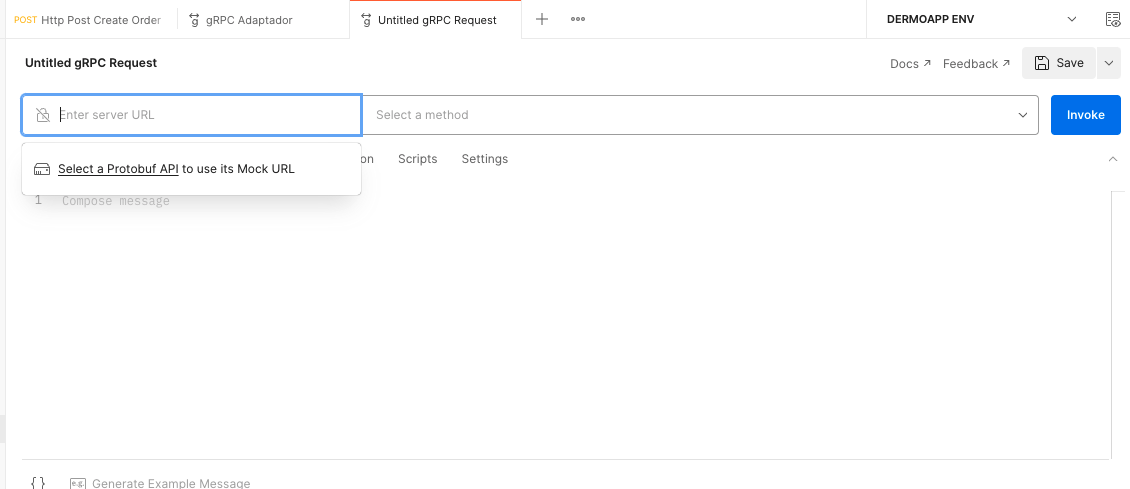 POST Http Post Create Order gRPC Adaptador Untitled gRPC Request DERMOAPP ENV
Untitled gRPC Request Docs ↗ Feedback ↗ Save
Enter server URL Select a method Invoke
Select a Protobuf API to use its Mock URL
on Scripts Settings
1 Compose message
{} e.g. Generate Example Message